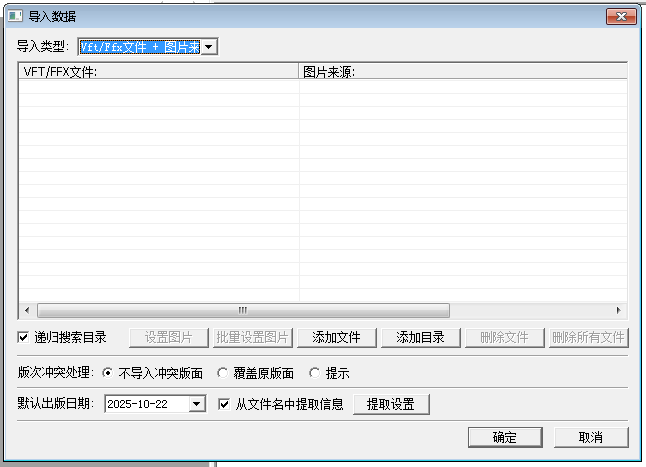 导入数据
导入类型: Vft/Ffx文件 + 图片来
VFT/FFX文件: 图片来源:
递归搜索目录 设置图片 批量设置图片 添加文件 添加目录 删除文件 删除所有文件
版次冲突处理: 不导入冲突版面 覆盖原版面 提示
默认出版日期: 2025-10-22 从文件名中提取信息 提取设置
确定 取消